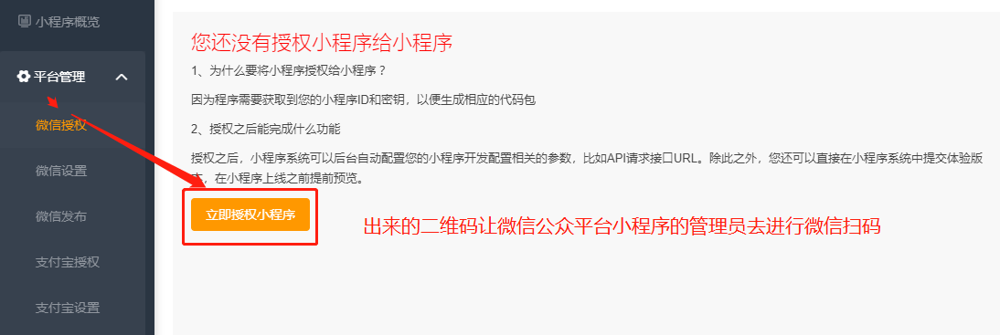 小程序概览
平台管理
微信授权
微信设置
微信发布
支付宝授权
支付宝设置
您还没有授权小程序给小程序
1、为什么要将小程序授权给小程序？
因为程序需要获取到您的小程序ID和密钥，以便生成相应的代码包
2、授权之后能完成什么功能
授权之后，小程序系统可以后台自动配置您的小程序开发配置相关的参数，比如API请求接口URL。除此之外，您还可以直接在小程序系统中提交体验版
本，在小程序上线之前提前预览。
立即授权小程序
出来的二维码让微信公众平台小程序的管理员去进行微信扫码